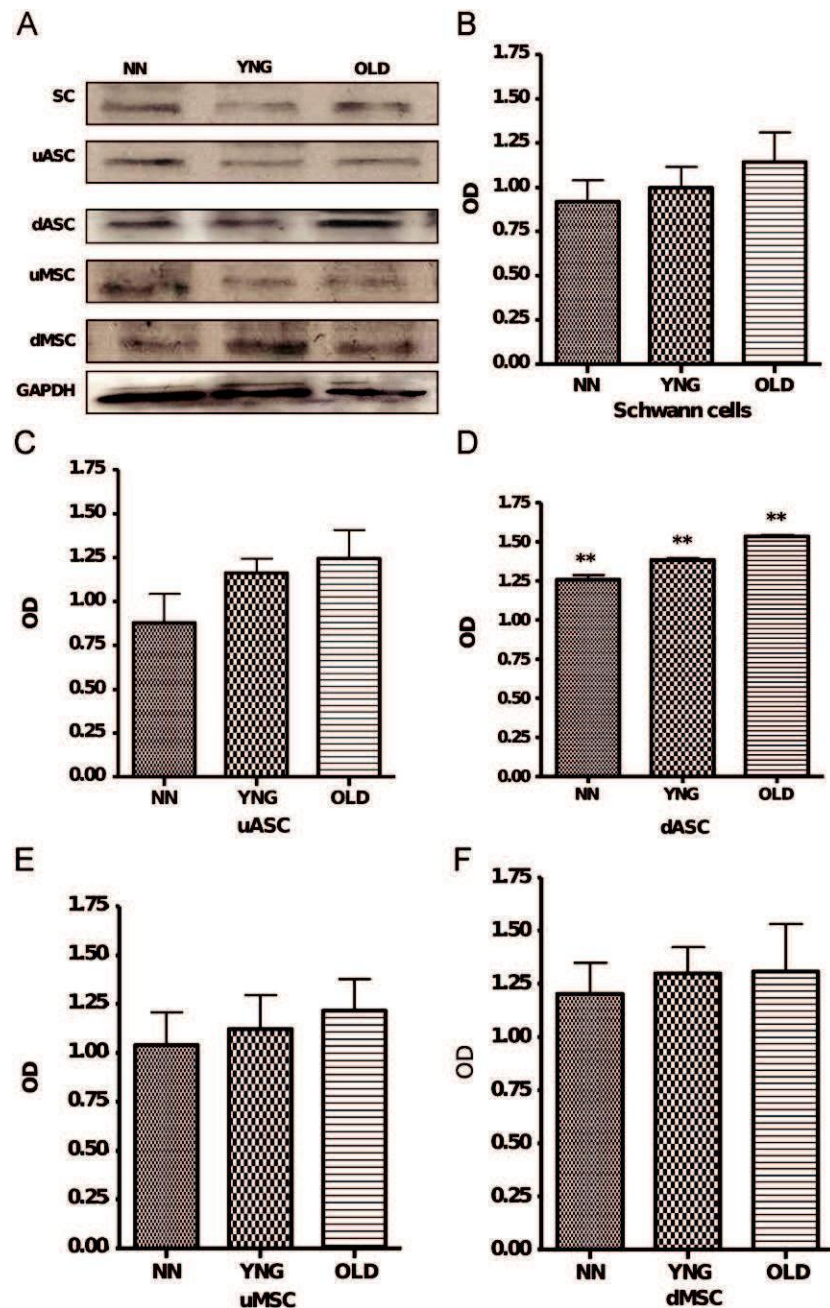 A
NN YNG OLD
SC
uASC
dASC
uMSC
dMSC
GAPDH
B
1.75
1.50
1.25
1.00
0.75
0.50
0.25
0.00
OD
NN YNG OLD
Schwann cells
C
1.75
1.50
1.25
1.00
0.75
0.50
0.25
0.00
OD
NN YNG OLD
uASC
D
1.75
1.50
1.25
1.00
0.75
0.50
0.25
0.00
OD
** ** **
NN YNG OLD
dASC
E
1.75
1.50
1.25
1.00
0.75
0.50
0.25
0.00
OD
NN YNG OLD
uMSC
F
1.75
1.50
1.25
1.00
0.75
0.50
0.25
0.00
OD
NN YNG OLD
dMSC